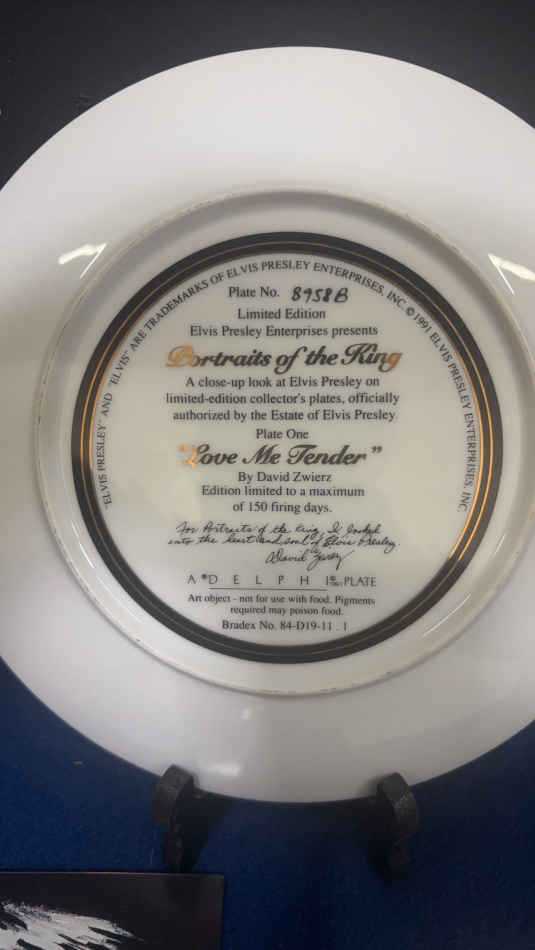 "ELVIS PRESLEY" AND "ELVIS" ARE TRADEMARKS OF ELVIS PRESLEY ENTERPRISES, INC. © 1991 ELVIS PRESLEY ENTERPRISES, INC.
Plate No. 8958B
Limited Edition
Elvis Presley Enterprises presents
Portraits of the King
A close-up look at Elvis Presley on
limited-edition collector's plates, officially
authorized by the Estate of Elvis Presley
Plate One
"Love Me Tender"
By David Zwierz
Edition limited to a maximum
of 150 firing days.
For Portraits of the King, I looked
into the heart and soul of Elvis Presley
David Zwierz
A DELPHI PLATE
Art object - not for use with food. Pigments
required may poison food.
Bradex No. 84-D19-11 . 1